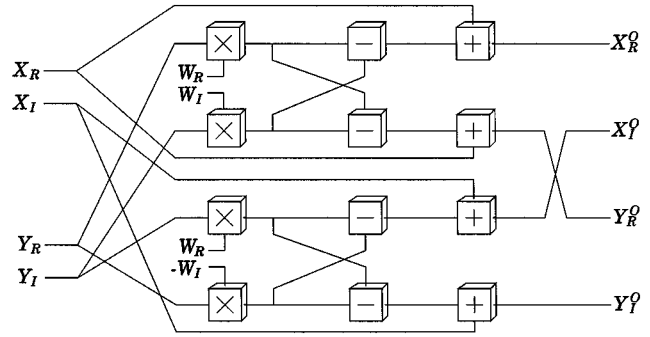 X_R
X_I
Y_R
Y_I
×
W_R
W_I
×
×
W_R
-W_I
×
−
−
−
−
+
+
+
+
X_R^O
X_I^O
Y_R^O
Y_I^O